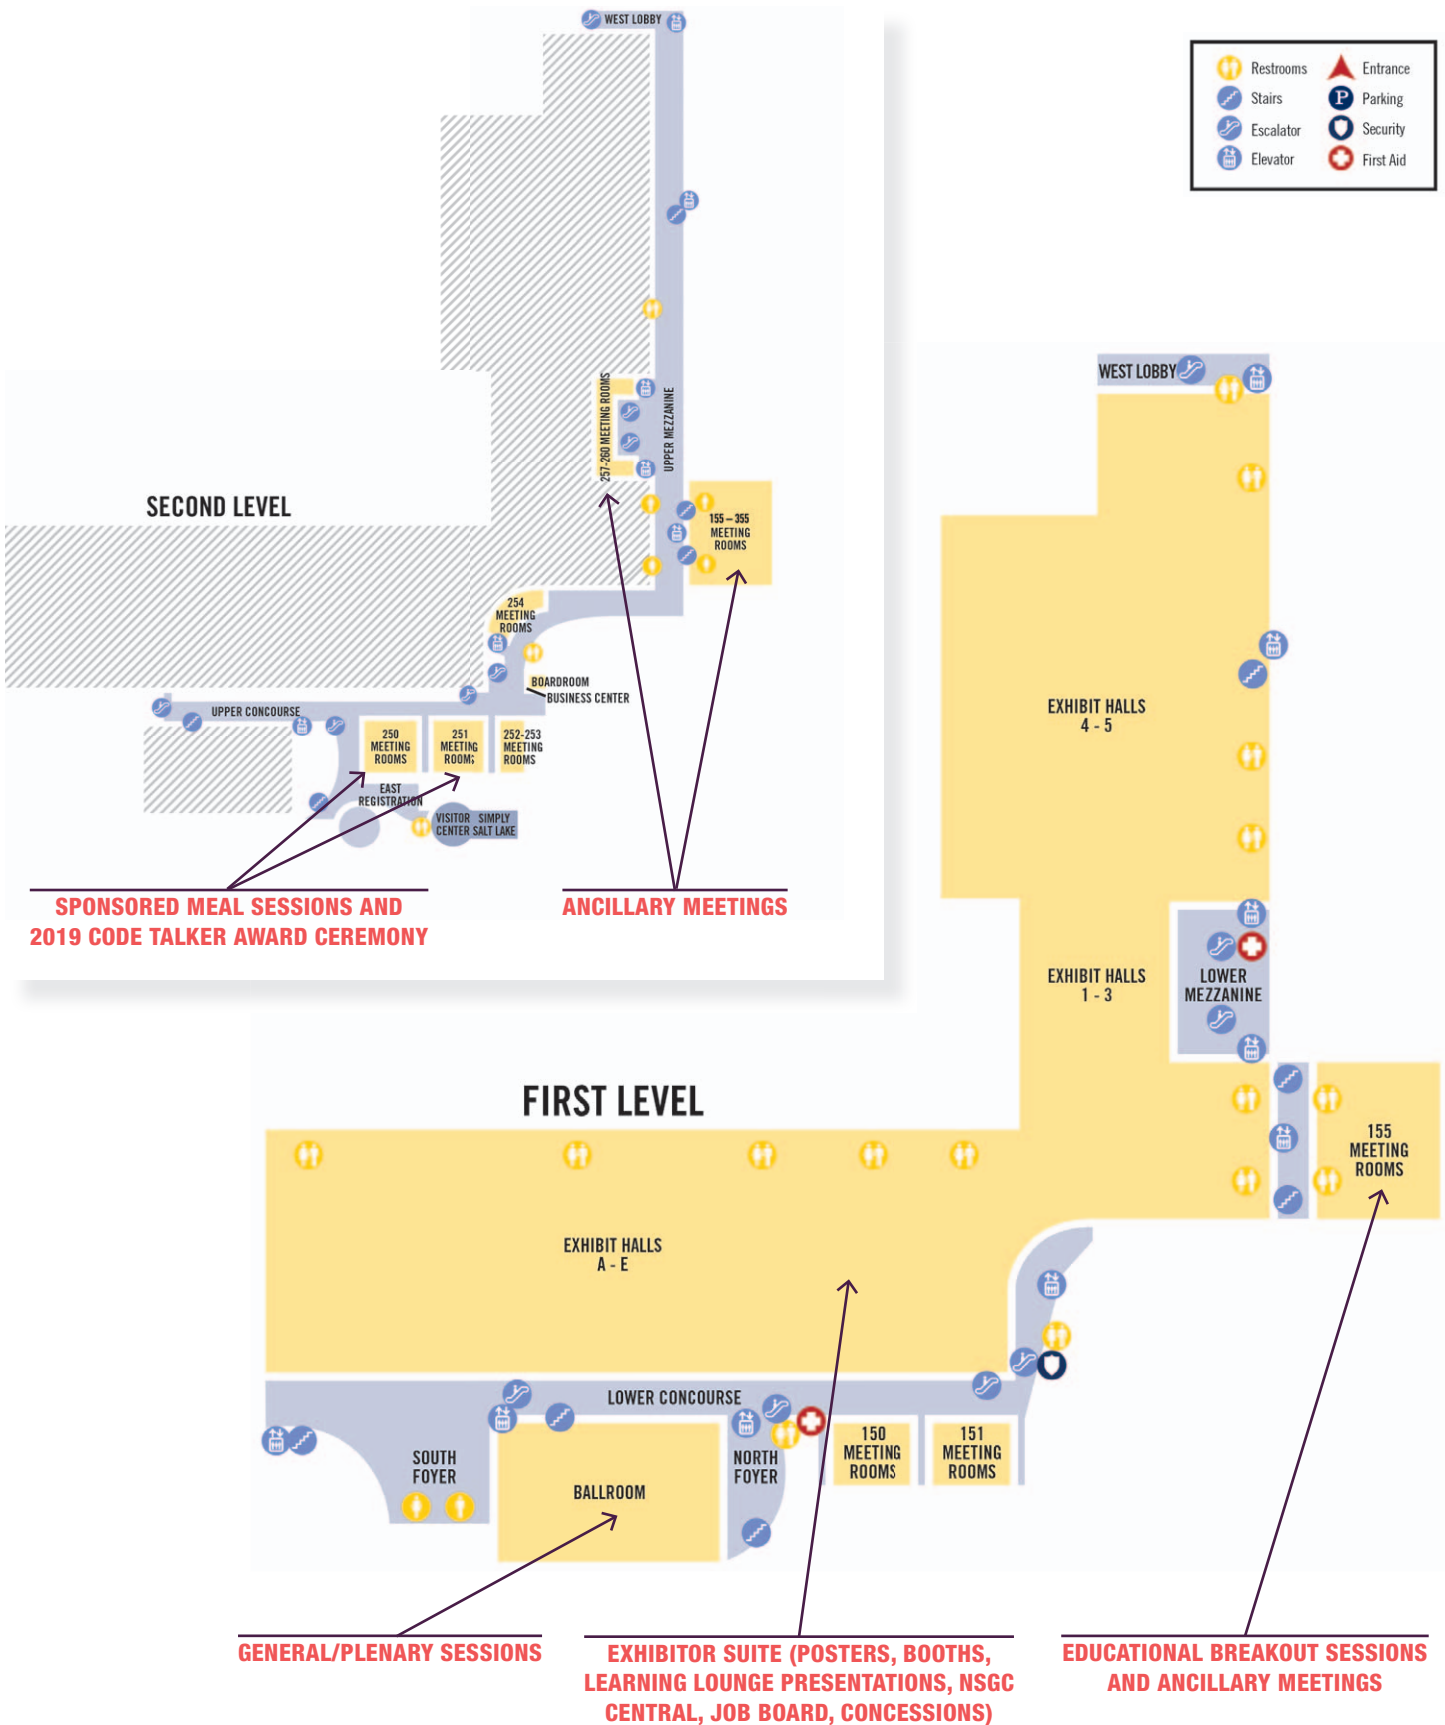 WEST LOBBY
Restrooms
Entrance
Stairs
P
Parking
Escalator
Security
Elevator
First Aid
257-260 MEETING ROOMS
UPPER MEZZANINE
SECOND LEVEL
155 – 355
MEETING
ROOMS
254
MEETING
ROOMS
BOARDROOM
BUSINESS CENTER
UPPER CONCOURSE
250
MEETING
ROOMS
251
MEETING
ROOMS
252-253
MEETING
ROOMS
EAST
REGISTRATION
VISITOR
CENTER
SIMPLY
SALT LAKE
SPONSORED MEAL SESSIONS AND
2019 CODE TALKER AWARD CEREMONY
ANCILLARY MEETINGS
WEST LOBBY
EXHIBIT HALLS
4 - 5
EXHIBIT HALLS
1 - 3
LOWER
MEZZANINE
FIRST LEVEL
155
MEETING
ROOMS
EXHIBIT HALLS
A - E
LOWER CONCOURSE
SOUTH
FOYER
BALLROOM
NORTH
FOYER
150
MEETING
ROOMS
151
MEETING
ROOMS
GENERAL/PLENARY SESSIONS
EXHIBITOR SUITE (POSTERS, BOOTHS,
LEARNING LOUNGE PRESENTATIONS, NSGC
CENTRAL, JOB BOARD, CONCESSIONS)
EDUCATIONAL BREAKOUT SESSIONS
AND ANCILLARY MEETINGS